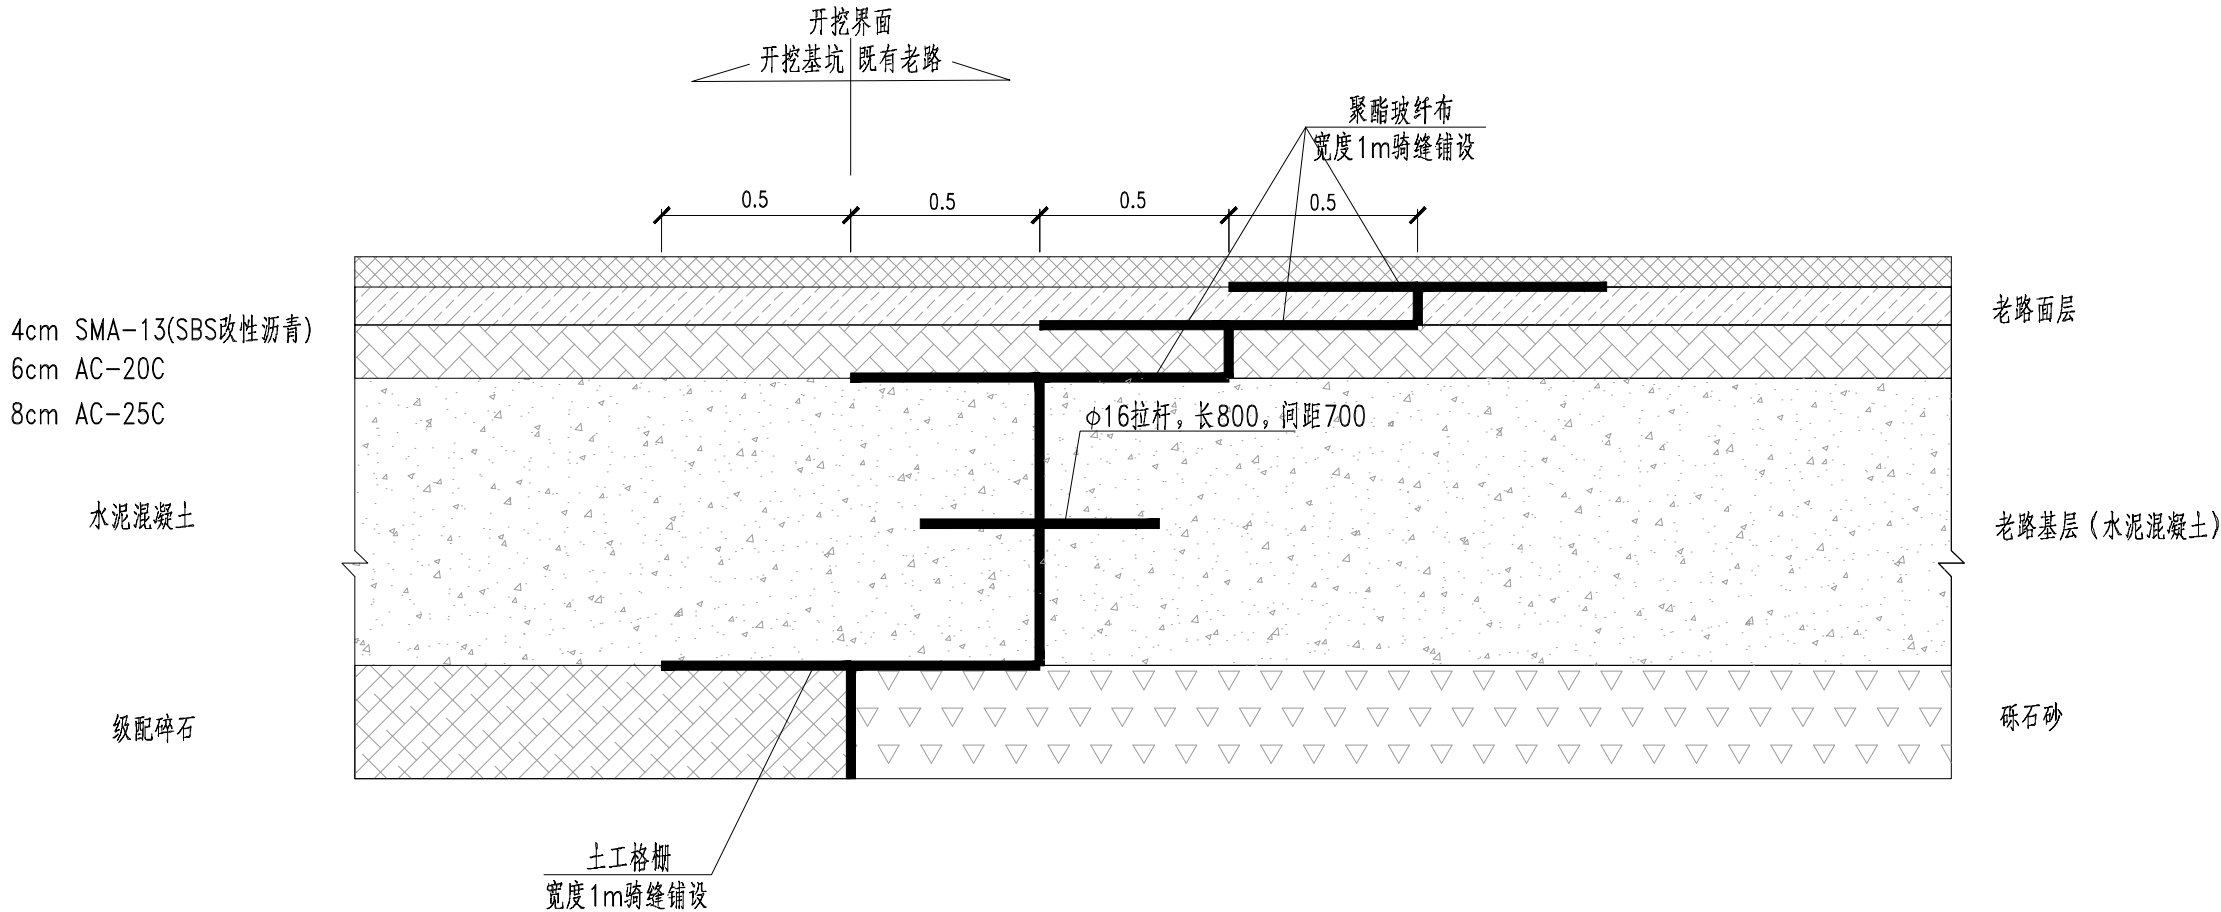 开挖界面
开挖基坑 既有老路
聚酯玻纤布
宽度1m骑缝铺设
0.5
0.5
0.5
0.5
老路面层
4cm SMA-13(SBS改性沥青)
6cm AC-20C
8cm AC-25C
ϕ16拉杆，长800，间距700
水泥混凝土
老路基层（水泥混凝土）
级配碎石
砾石砂
土工格栅
宽度1m骑缝铺设